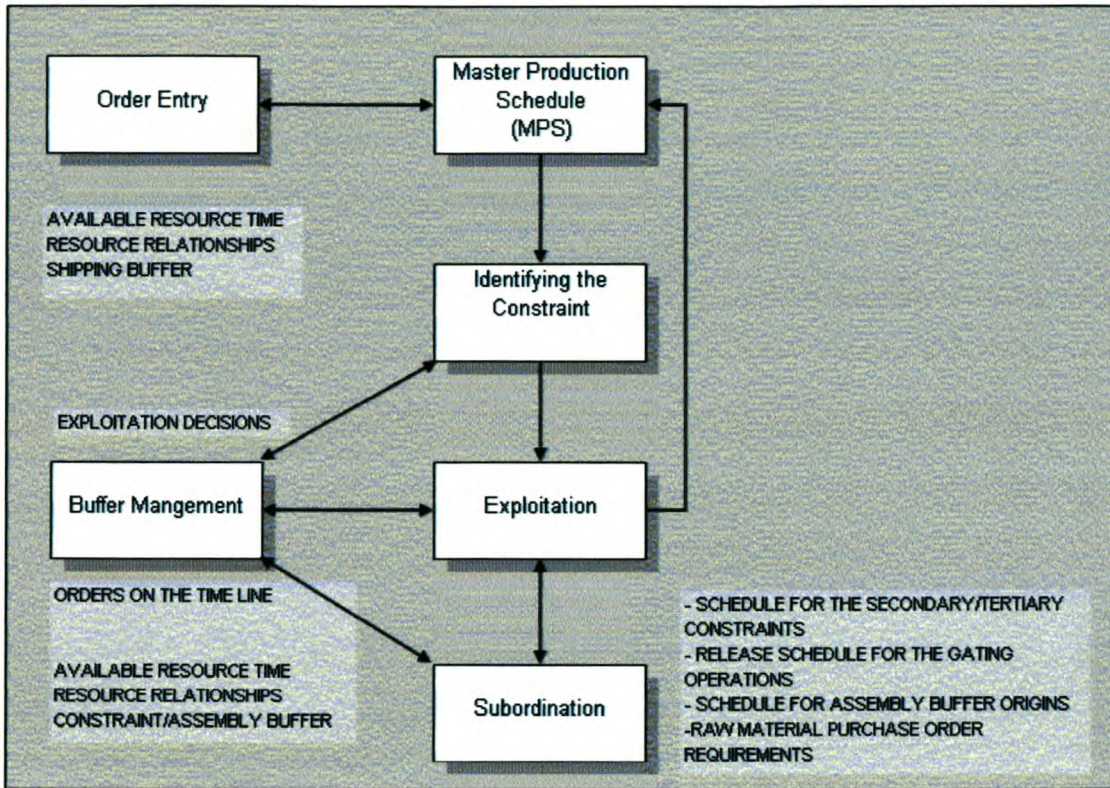 Order Entry
Master Production
Schedule
(MPS)
AVAILABLE RESOURCE TIME
RESOURCE RELATIONSHIPS
SHIPPING BUFFER
Identifying the
Constraint
EXPLOITATION DECISIONS
Buffer Mangement
Exploitation
ORDERS ON THE TIME LINE
AVAILABLE RESOURCE TIME
RESOURCE RELATIONSHIPS
CONSTRAINT/ASSEMBLY BUFFER
Subordination
- SCHEDULE FOR THE SECONDARY/TERTIARY
CONSTRAINTS
- RELEASE SCHEDULE FOR THE GATING
OPERATIONS
- SCHEDULE FOR ASSEMBLY BUFFER ORIGINS
-RAW MATERIAL PURCHASE ORDER
REQUIREMENTS